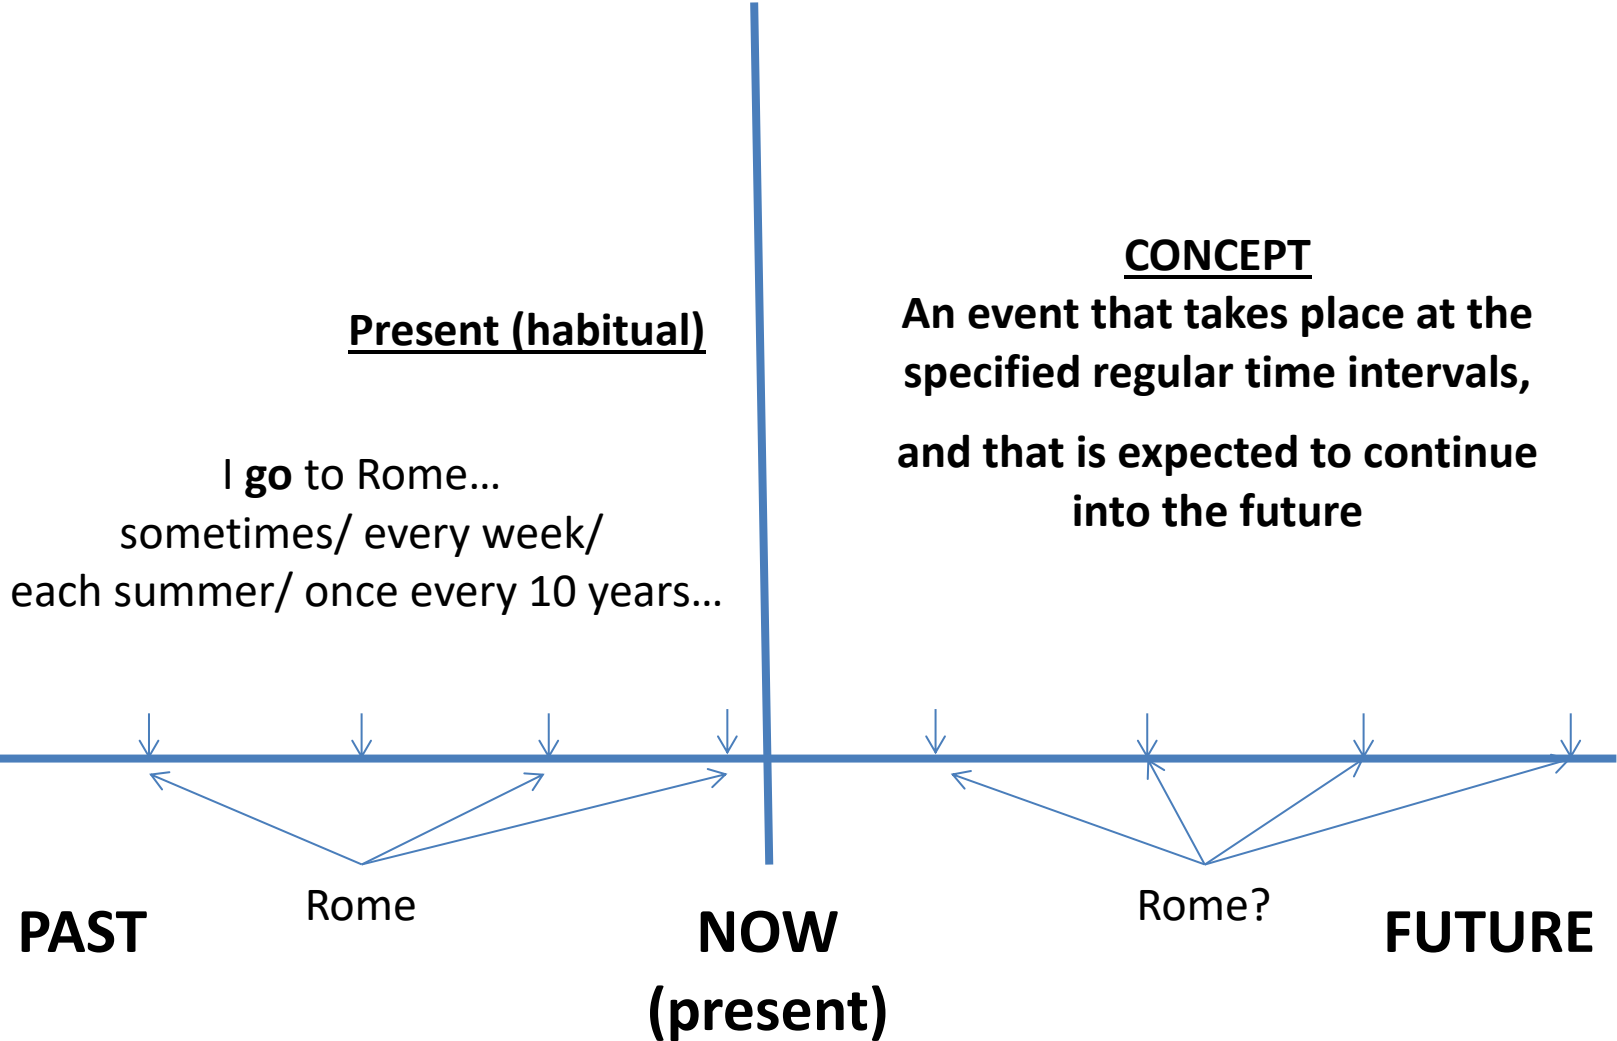 Present (habitual)
I go to Rome...
sometimes/ every week/
each summer/ once every 10 years...
CONCEPT
An event that takes place at the
specified regular time intervals,
and that is expected to continue
into the future
Rome
Rome?
PAST
NOW
(present)
FUTURE